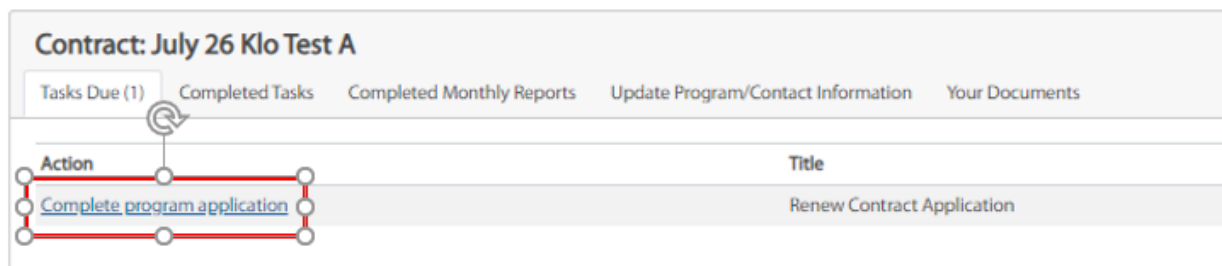 Contract: July 26 Klo Test A
Tasks Due (1) Completed Tasks Completed Monthly Reports Update Program/Contact Information Your Documents
Action Title
Complete program application Renew Contract Application